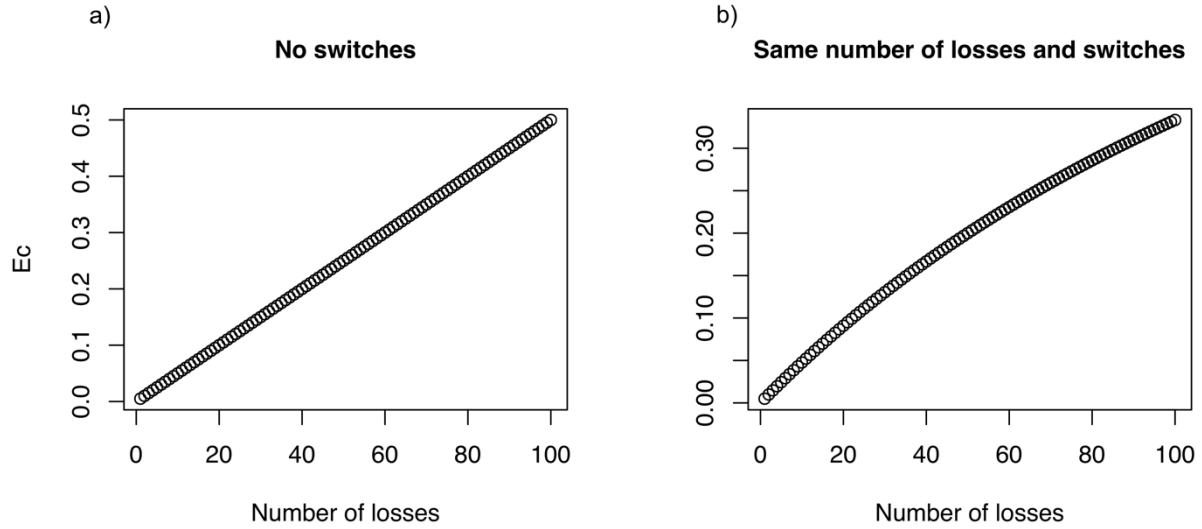 a)
No switches
Ec
0.5
0.4
0.3
0.2
0.1
0.0
0 20 40 60 80 100
Number of losses
b)
Same number of losses and switches
0.30
0.20
0.10
0.00
0 20 40 60 80 100
Number of losses